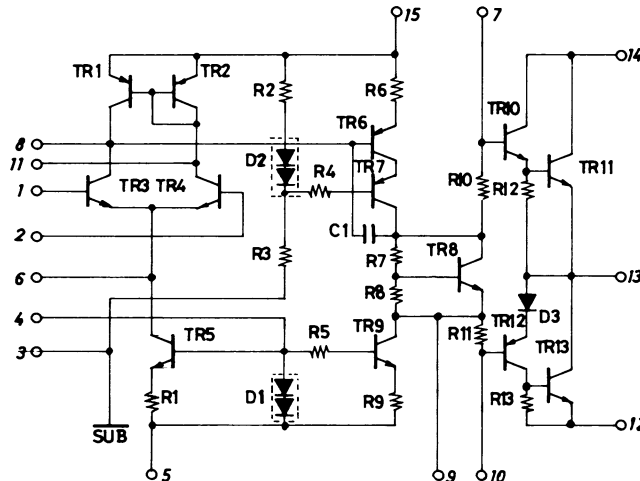 15 7
14
TR1 TR2
R2 R6
TR10
8 TR6
11 D2 TR7
TR3 TR4 R4 R10 R12 TR11
1
2 C1
R3 R7 TR8
6 13
R8
4 D3
TR5 R5 TR9 R11 TR12
3 TR13
R1 D1 R9 R13
SUB 12
5 9 10